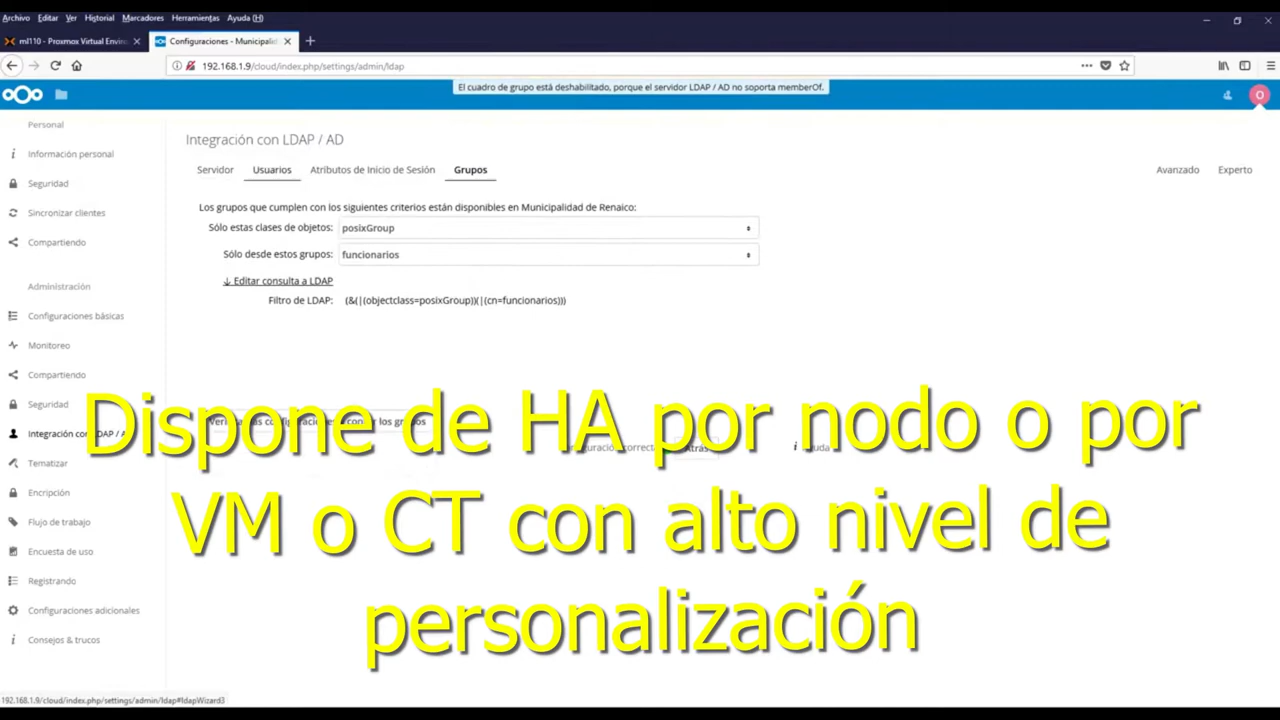 Archivo Editar Ver Historial Marcadores Herramientas Ayuda (H)
ml110 - Proxmox Virtual Enviro
Configuraciones - Municipalid
192.168.1.9/cloud/index.php/settings/admin/ldap
El cuadro de grupo está deshabilitado, porque el servidor LDAP / AD no soporta memberOf.
O
Personal
Información personal
Seguridad
Sincronizar clientes
Compartiendo
Administración
Configuraciones básicas
Monitoreo
Compartiendo
Seguridad
Integración con LDAP / A
Tematizar
Encripción
Flujo de trabajo
Encuesta de uso
Registrando
Configuraciones adicionales
Consejos & trucos
Integración con LDAP / AD
Servidor Usuarios Atributos de Inicio de Sesión Grupos Avanzado Experto
Los grupos que cumplen con los siguientes criterios están disponibles en Municipalidad de Renaico:
Sólo estas clases de objetos: posixGroup
Sólo desde estos grupos: funcionarios
↓ Editar consulta a LDAP
Filtro de LDAP: (&(|(objectclass=posixGroup))(|(cn=funcionarios)))
los grupos
Atrás
Dispone de HA por nodo o por
VM o CT con alto nivel de
personalización
192.168.1.9/cloud/index.php/settings/admin/ldap#ldapWizard3